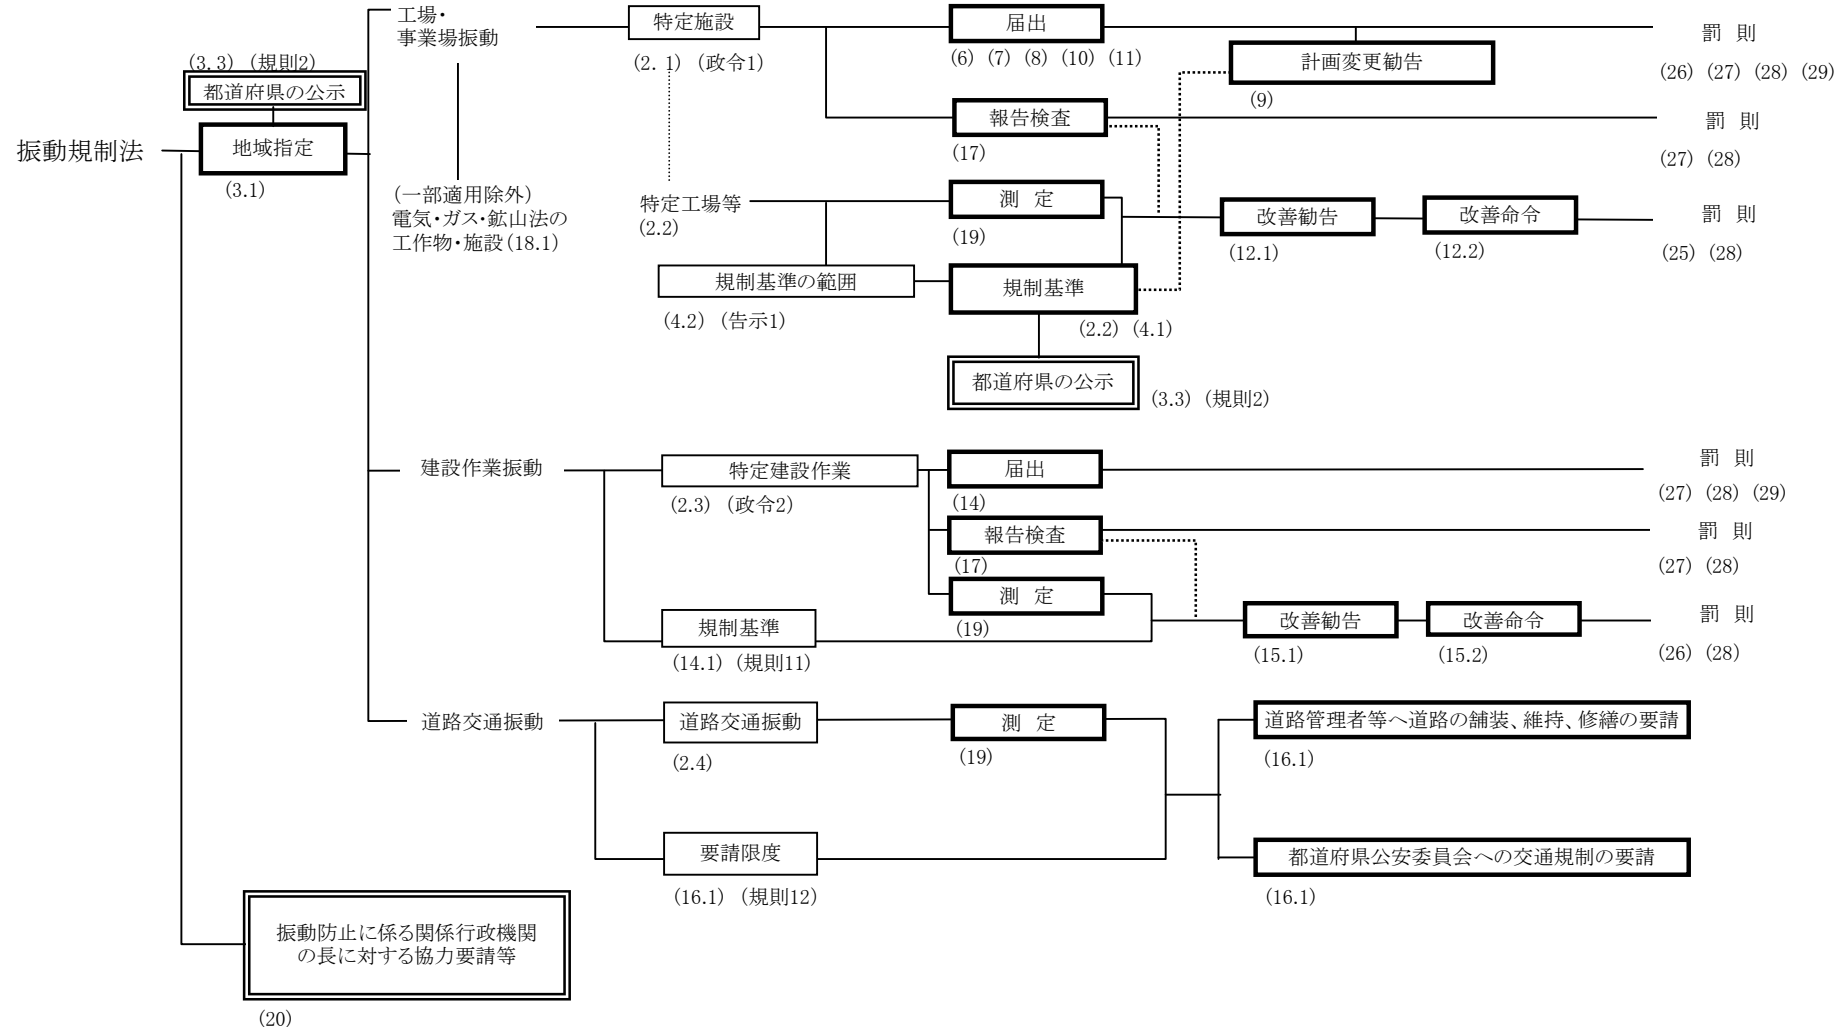 振動規制法
(3.3) (規則2)
都道府県の公示
地域指定
(3.1)
工場・
事業場振動
(一部適用除外)
電気・ガス・鉱山法の
工作物・施設(18.1)
特定施設
(2. 1) (政令1)
届出
(6) (7) (8) (10) (11)
計画変更勧告
(9)
罰 則
(26) (27) (28) (29)
報告検査
(17)
罰 則
(27) (28)
特定工場等
(2.2)
測 定
(19)
改善勧告
(12.1)
改善命令
(12.2)
罰 則
(25) (28)
規制基準の範囲
(4.2) (告示1)
規制基準
(2.2) (4.1)
都道府県の公示
(3.3) (規則2)
建設作業振動
特定建設作業
(2.3) (政令2)
届出
(14)
罰 則
(27) (28) (29)
報告検査
(17)
罰 則
(27) (28)
測 定
(19)
規制基準
(14.1) (規則11)
改善勧告
(15.1)
改善命令
(15.2)
罰 則
(26) (28)
道路交通振動
道路交通振動
(2.4)
測 定
(19)
道路管理者等へ道路の舗装、維持、修繕の要請
(16.1)
要請限度
(16.1) (規則12)
都道府県公安委員会への交通規制の要請
(16.1)
振動防止に係る関係行政機関
の長に対する協力要請等
(20)